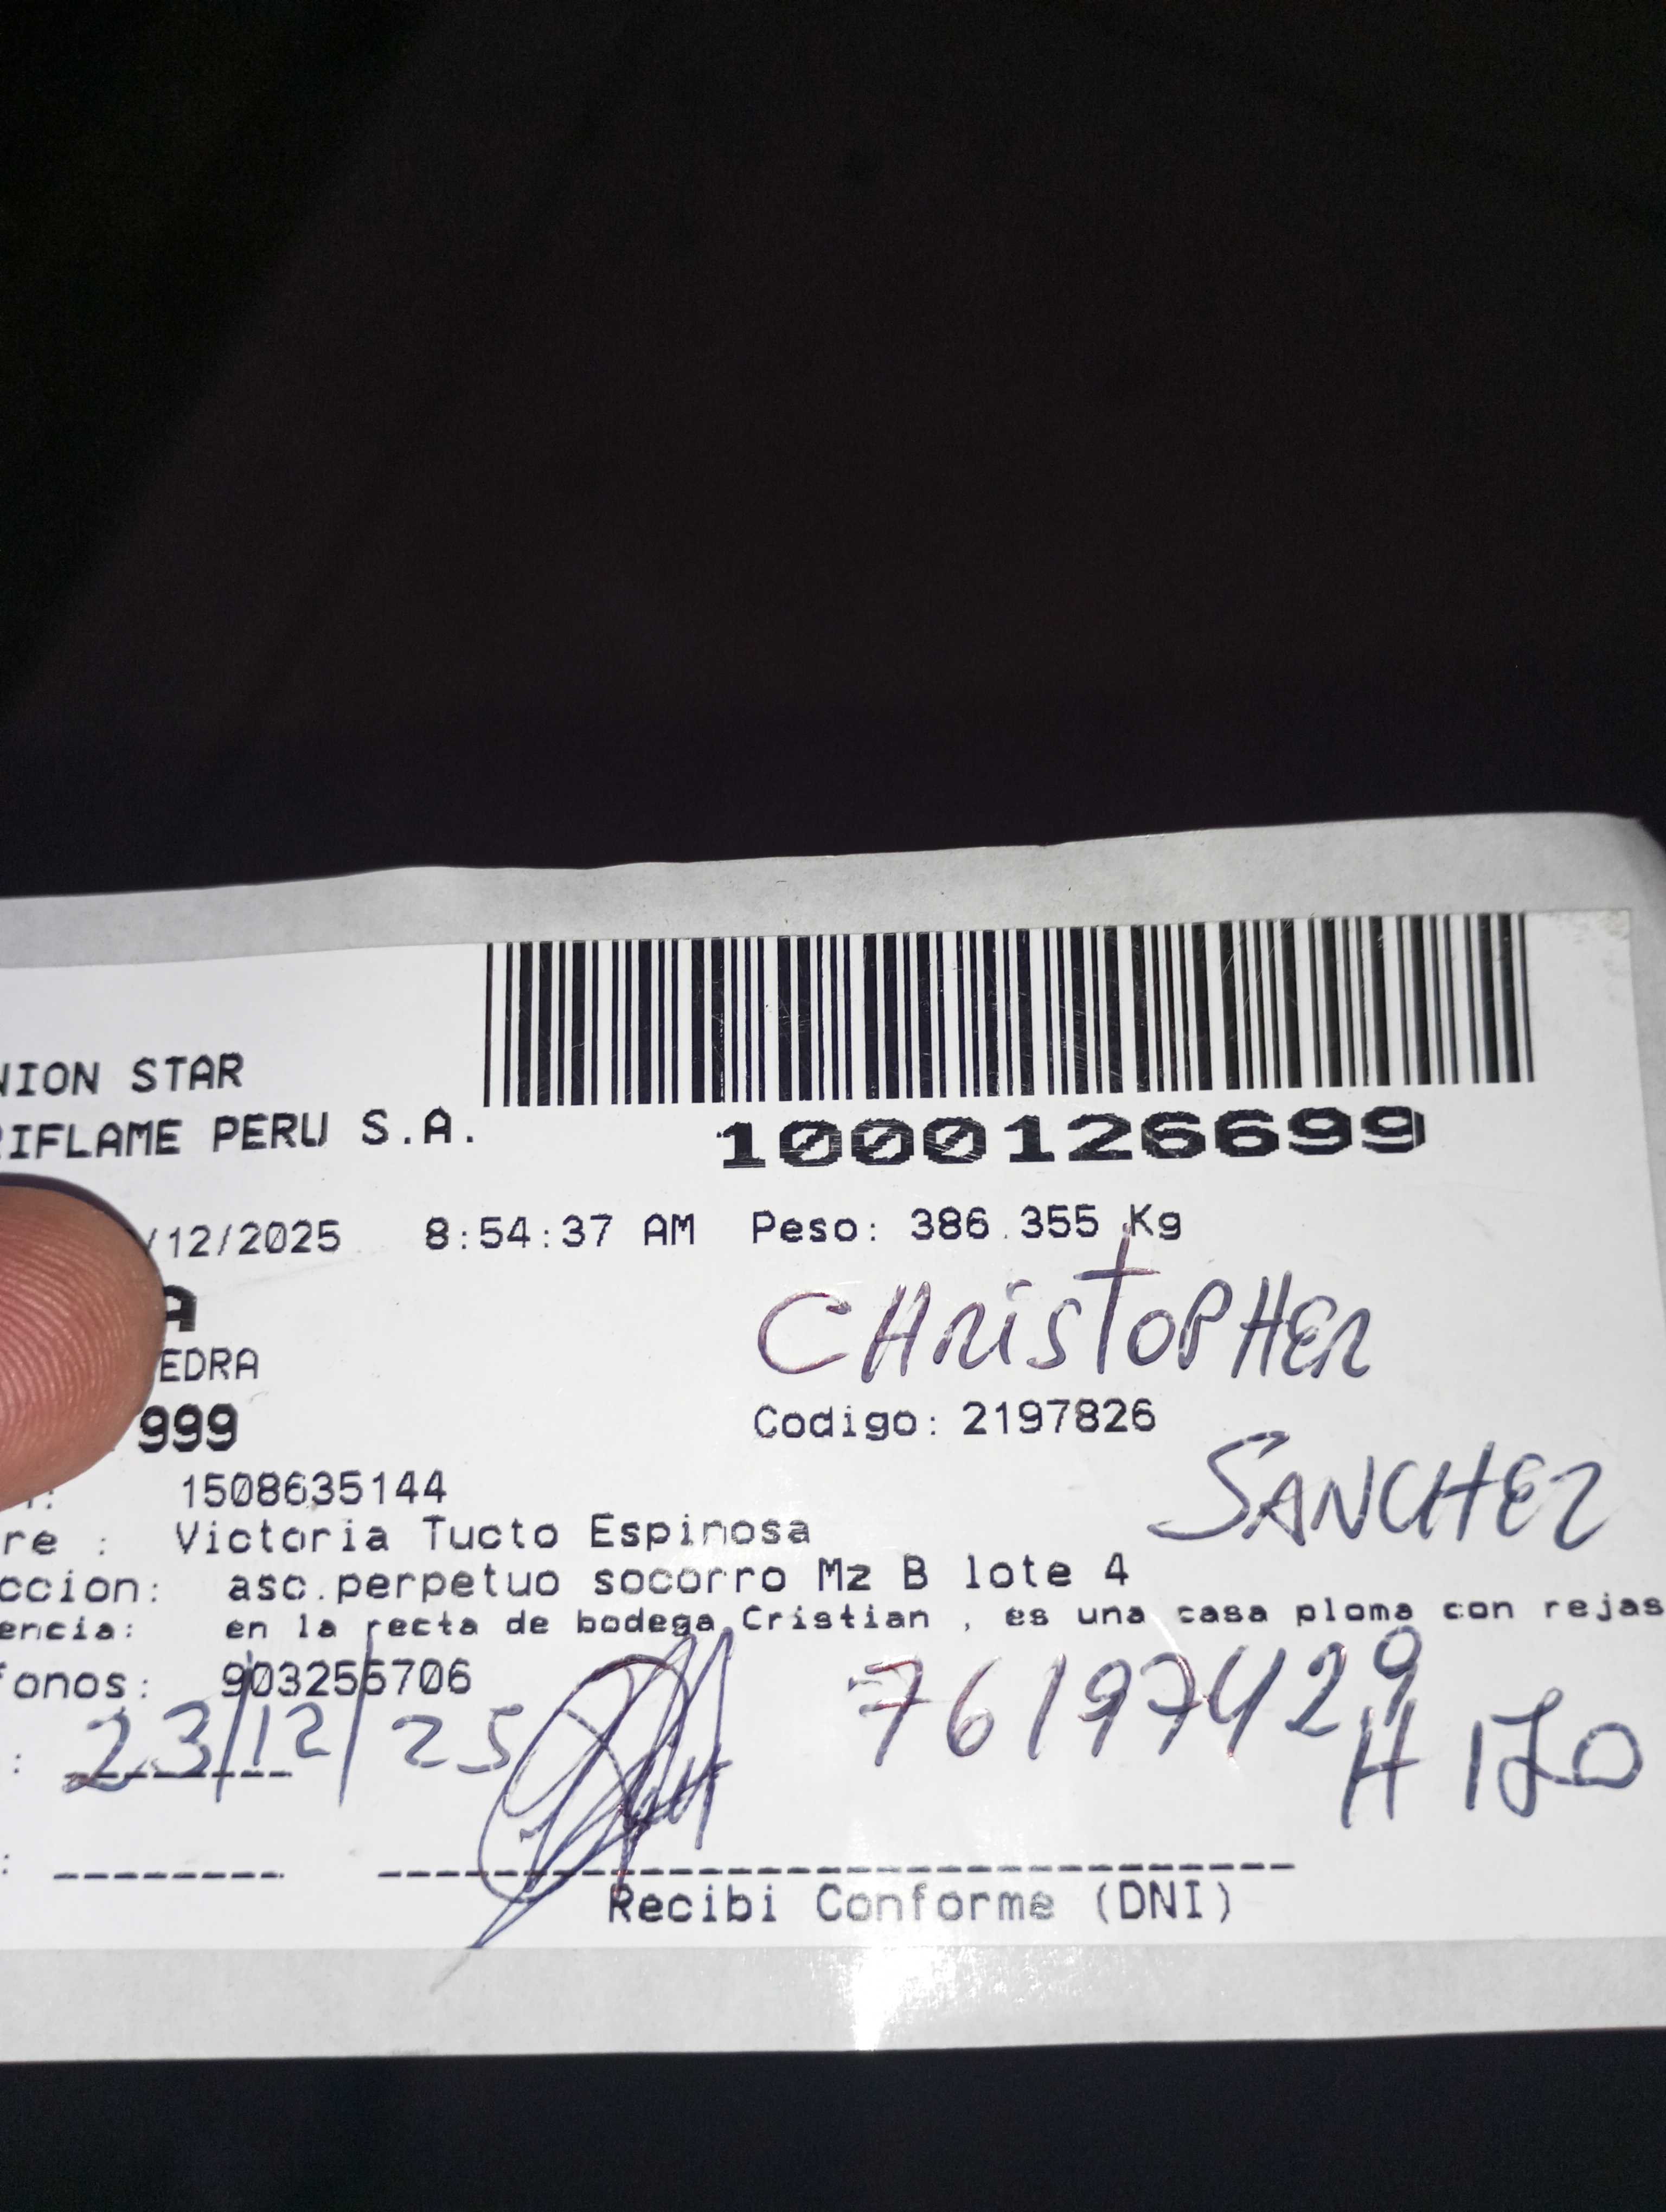 NION STAR
RIFLAME PERU S.A.
1000126699
/12/2025 8:54:37 AM Peso: 386.355 Kg
A
CHRISTOPHER
EDRA
999
Codigo: 2197826
1508635144
SANCHEZ
re : Victoria Tucto Espinosa
ccion: asc.perpetuo socorro Mz B lote 4
encia: en la recta de bodega Cristian , es una casa ploma con rejas
fonos: 903256706
76197429
: 23/12/25
HIJO
Recibi Conforme (DNI)